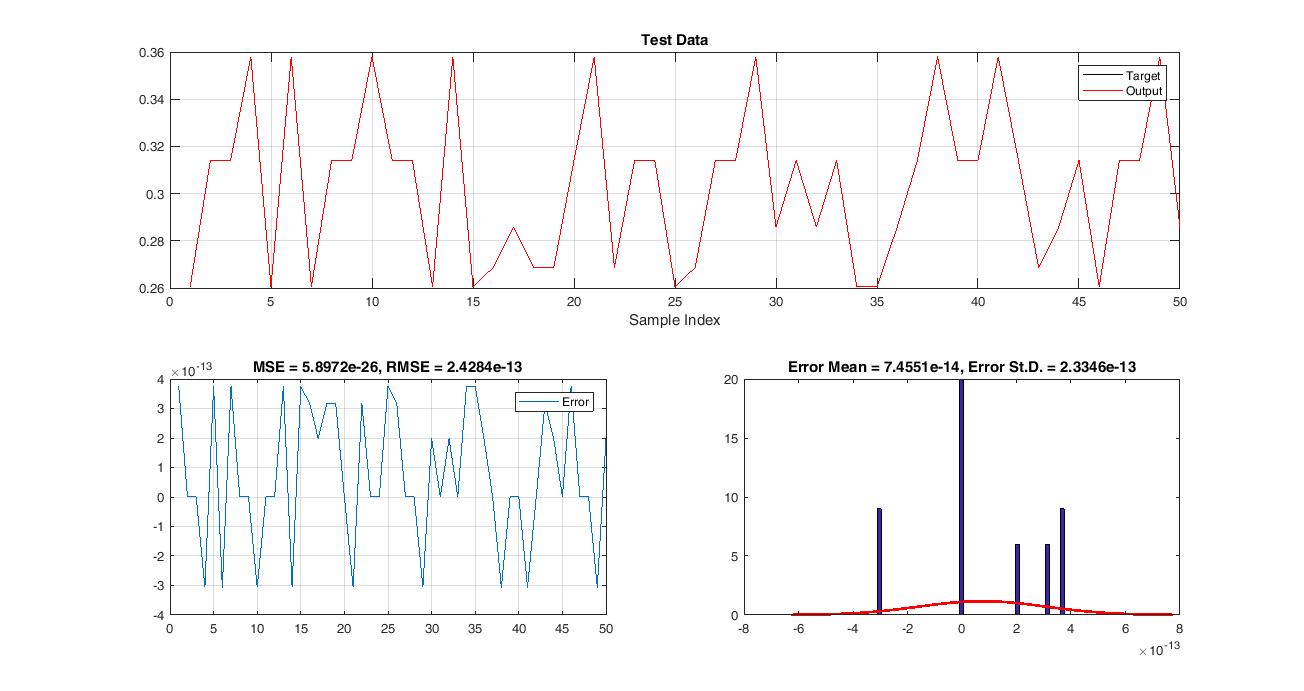 Test Data
0.36
0.34
0.32
0.3
0.28
0.26
Target
Output
0 5 10 15 20 25 30 35 40 45 50
Sample Index
×10-13
MSE = 5.8972e-26, RMSE = 2.4284e-13
4
3
2
1
0
-1
-2
-3
-4
Error
0 5 10 15 20 25 30 35 40 45 50
Error Mean = 7.4551e-14, Error St.D. = 2.3346e-13
20
15
10
5
0
-8 -6 -4 -2 0 2 4 6 8
×10-13